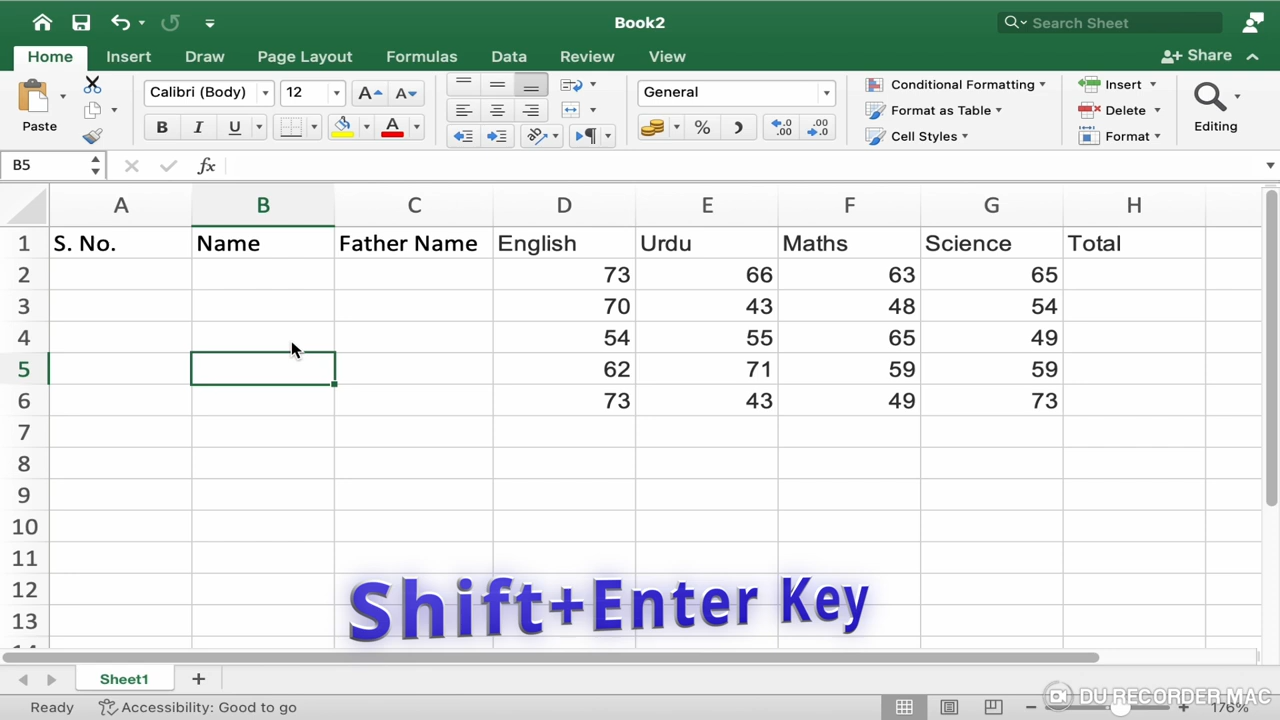 Book2
Search Sheet
Home Insert Draw Page Layout Formulas Data Review View Share
Paste
Calibri (Body) 12
B I U A
General
%
Conditional Formatting
Format as Table
Cell Styles
Insert
Delete
Format
Editing
B5 fx
A B C D E F G H
1 S. No. Name Father Name English Urdu Maths Science Total
2 73 66 63 65
3 70 43 48 54
4 54 55 65 49
5 62 71 59 59
6 73 43 49 73
7
8
9
10
11
12
13
Shift+Enter Key
Sheet1
Ready Accessibility: Good to go 176%
DU RECORDER MAC